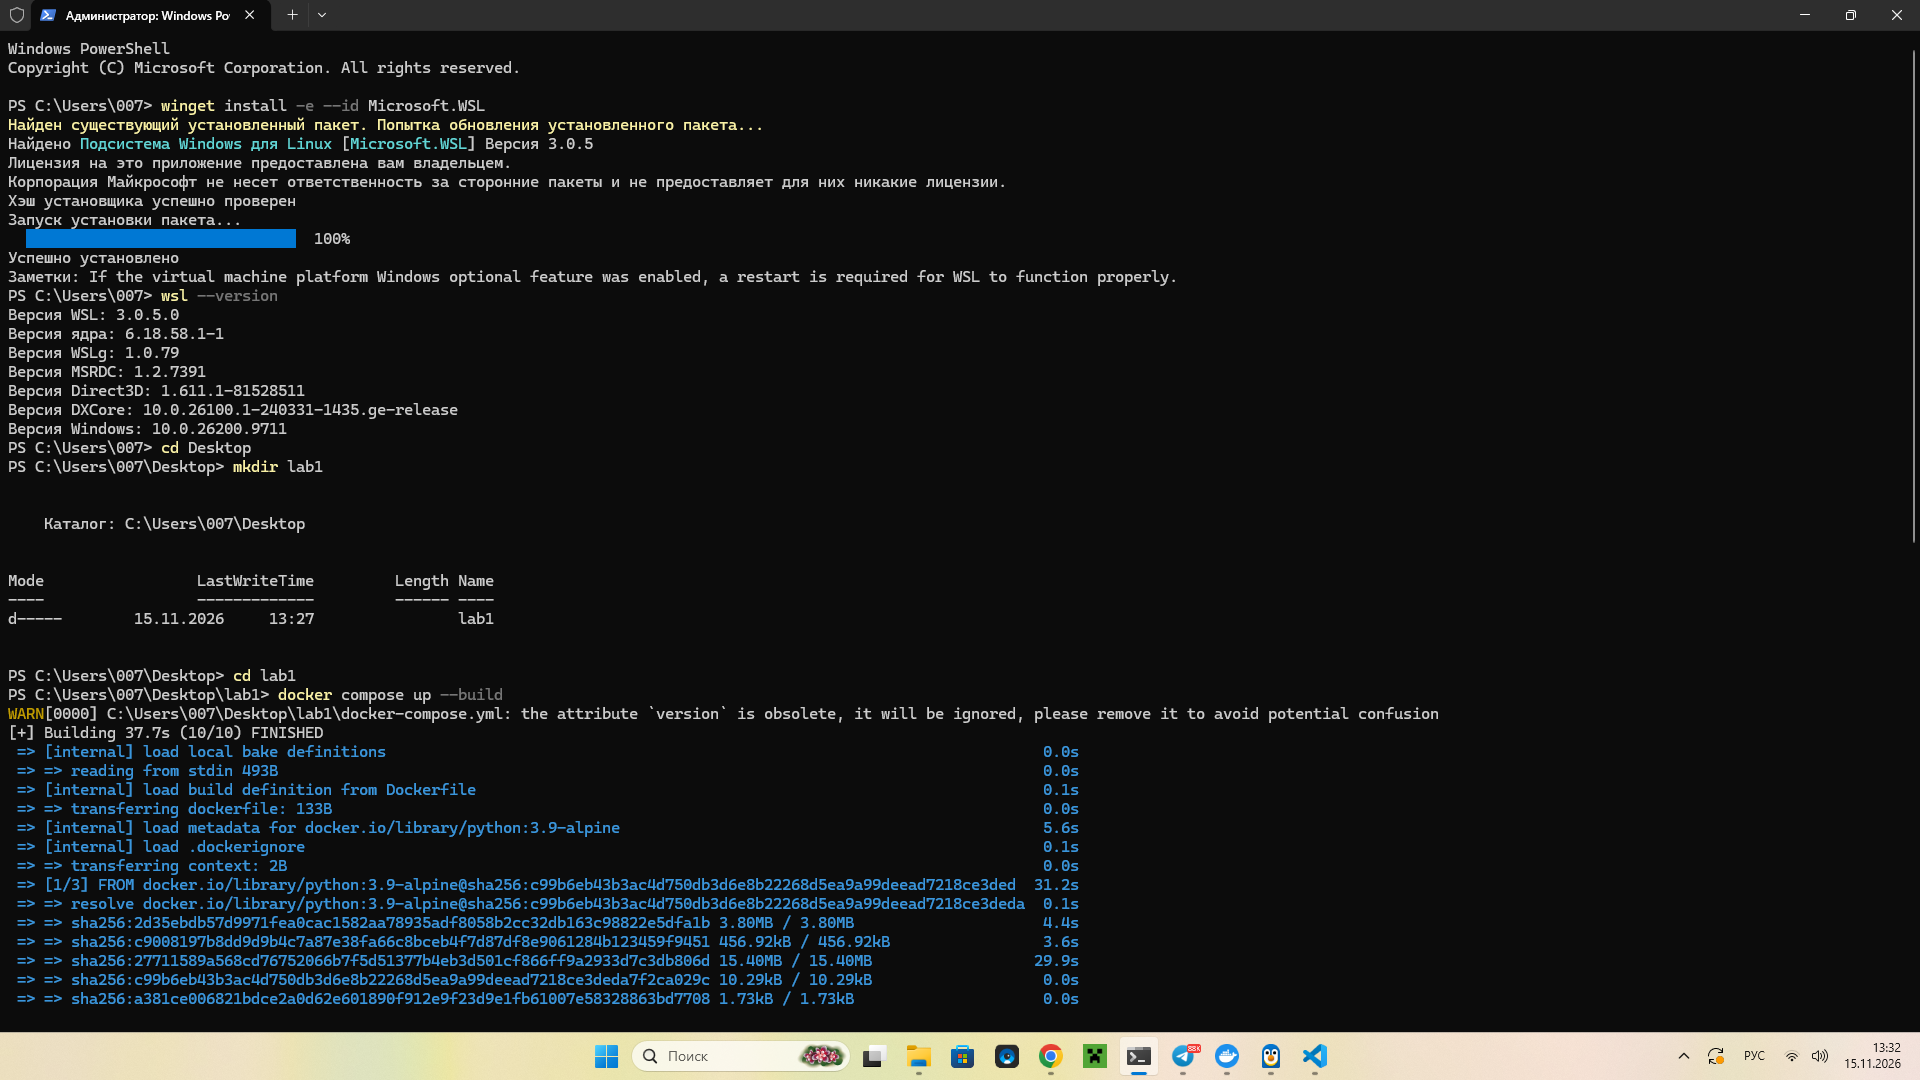 Администратор: Windows Po
Windows PowerShell
Copyright (C) Microsoft Corporation. All rights reserved.
PS C:\Users\007> winget install -e --id Microsoft.WSL
Найден существующий установленный пакет. Попытка обновления установленного пакета...
Найдено Подсистема Windows для Linux [Microsoft.WSL] Версия 3.0.5
Лицензия на это приложение предоставлена вам владельцем.
Корпорация Майкрософт не несет ответственность за сторонние пакеты и не предоставляет для них никакие лицензии.
Хэш установщика успешно проверен
Запуск установки пакета...
100%
Успешно установлено
Заметки: If the virtual machine platform Windows optional feature was enabled, a restart is required for WSL to function properly.
PS C:\Users\007> wsl --version
Версия WSL: 3.0.5.0
Версия ядра: 6.18.58.1-1
Версия WSLg: 1.0.79
Версия MSRDC: 1.2.7391
Версия Direct3D: 1.611.1-81528511
Версия DXCore: 10.0.26100.1-240331-1435.ge-release
Версия Windows: 10.0.26200.9711
PS C:\Users\007> cd Desktop
PS C:\Users\007\Desktop> mkdir lab1
Каталог: C:\Users\007\Desktop
Mode LastWriteTime Length Name
---- ------------- ------ ----
d----- 15.11.2026 13:27 lab1
PS C:\Users\007\Desktop> cd lab1
PS C:\Users\007\Desktop\lab1> docker compose up --build
WARN[0000] C:\Users\007\Desktop\lab1\docker-compose.yml: the attribute `version` is obsolete, it will be ignored, please remove it to avoid potential confusion
[+] Building 37.7s (10/10) FINISHED
=> [internal] load local bake definitions 0.0s
=> => reading from stdin 493B 0.0s
=> [internal] load build definition from Dockerfile 0.1s
=> => transferring dockerfile: 133B 0.0s
=> [internal] load metadata for docker.io/library/python:3.9-alpine 5.6s
=> [internal] load .dockerignore 0.1s
=> => transferring context: 2B 0.0s
=> [1/3] FROM docker.io/library/python:3.9-alpine@sha256:c99b6eb43b3ac4d750db3d6e8b22268d5ea9a99deead7218ce3ded 31.2s
=> => resolve docker.io/library/python:3.9-alpine@sha256:c99b6eb43b3ac4d750db3d6e8b22268d5ea9a99deead7218ce3deda 0.1s
=> => sha256:2d35ebdb57d9971fea0cac1582aa78935adf8058b2cc32db163c98822e5dfa1b 3.80MB / 3.80MB 4.4s
=> => sha256:c9008197b8dd9d9b4c7a87e38fa66c8bceb4f7d87df8e9061284b123459f9451 456.92kB / 456.92kB 3.6s
=> => sha256:27711589a568cd76752066b7f5d51377b4eb3d501cf866ff9a2933d7c3db806d 15.40MB / 15.40MB 29.9s
=> => sha256:c99b6eb43b3ac4d750db3d6e8b22268d5ea9a99deead7218ce3deda7f2ca029c 10.29kB / 10.29kB 0.0s
=> => sha256:a381ce006821bdce2a0d62e601890f912e9f23d9e1fb61007e58328863bd7708 1.73kB / 1.73kB 0.0s
Поиск
88K
РУС
13:32
15.11.2026